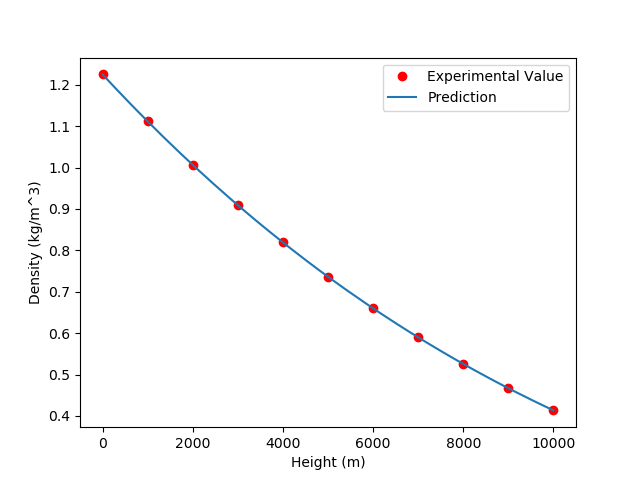 Experimental Value
Prediction
1.2
1.1
1.0
0.9
0.8
0.7
0.6
0.5
0.4
Density (kg/m^3)
0 2000 4000 6000 8000 10000
Height (m)